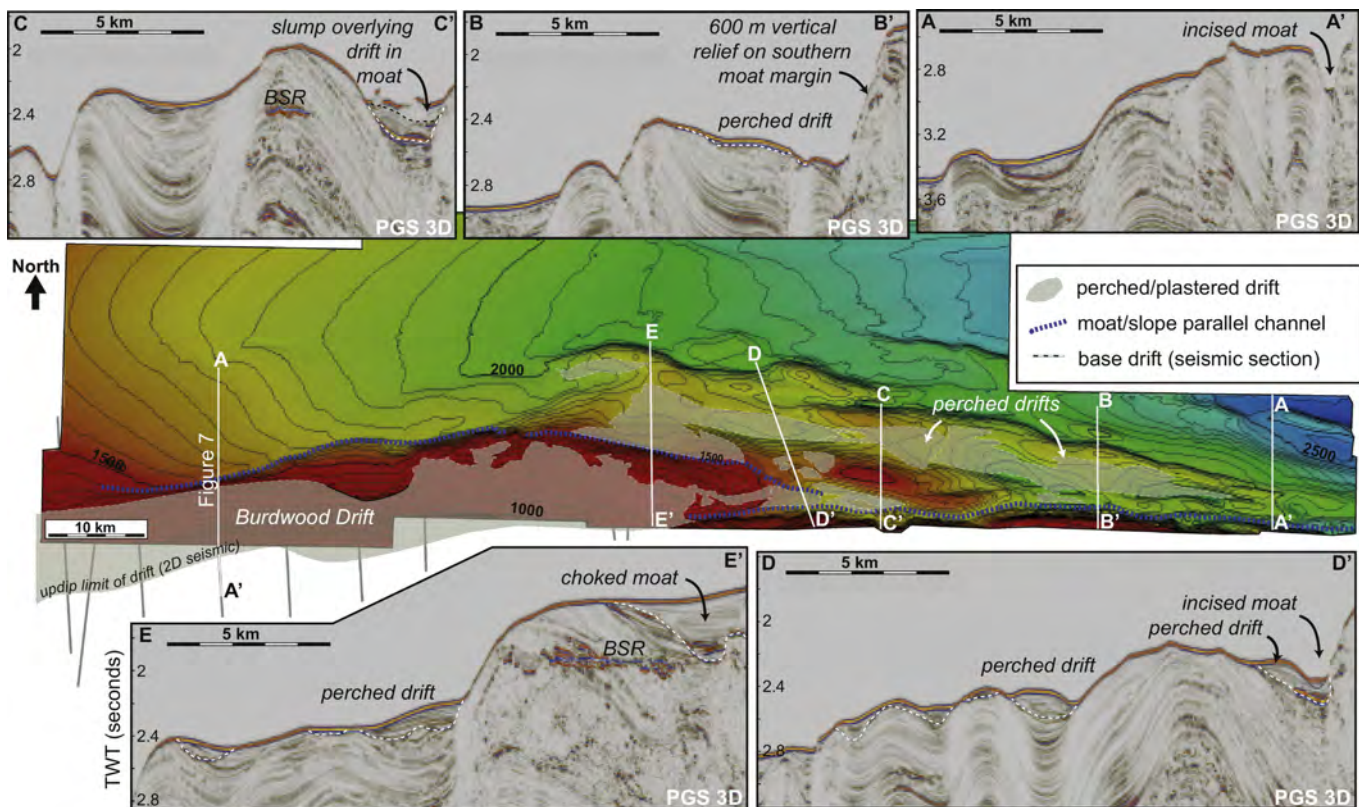 C
5 km
C'
slump overlying
drift in
moat
BSR
2
2.4
2.8
PGS 3D
B
5 km
B'
600 m vertical
relief on southern
moat margin
perched drift
2
2.4
2.8
PGS 3D
A
5 km
A'
incised moat
2.8
3.2
3.6
PGS 3D
North
perched/plastered drift
moat/slope parallel channel
base drift (seismic section)
A
E
D
C
B
A
2000
perched drifts
2500
1500
1500
Figure 7
Burdwood Drift
1000
10 km
E'
D'
C'
B'
A'
updip limit of drift (2D seismic)
A'
E
5 km
E'
choked moat
BSR
perched drift
TWT (seconds)
2
2.4
2.8
PGS 3D
D
5 km
D'
incised moat
perched drift
perched drift
2
2.4
2.8
PGS 3D